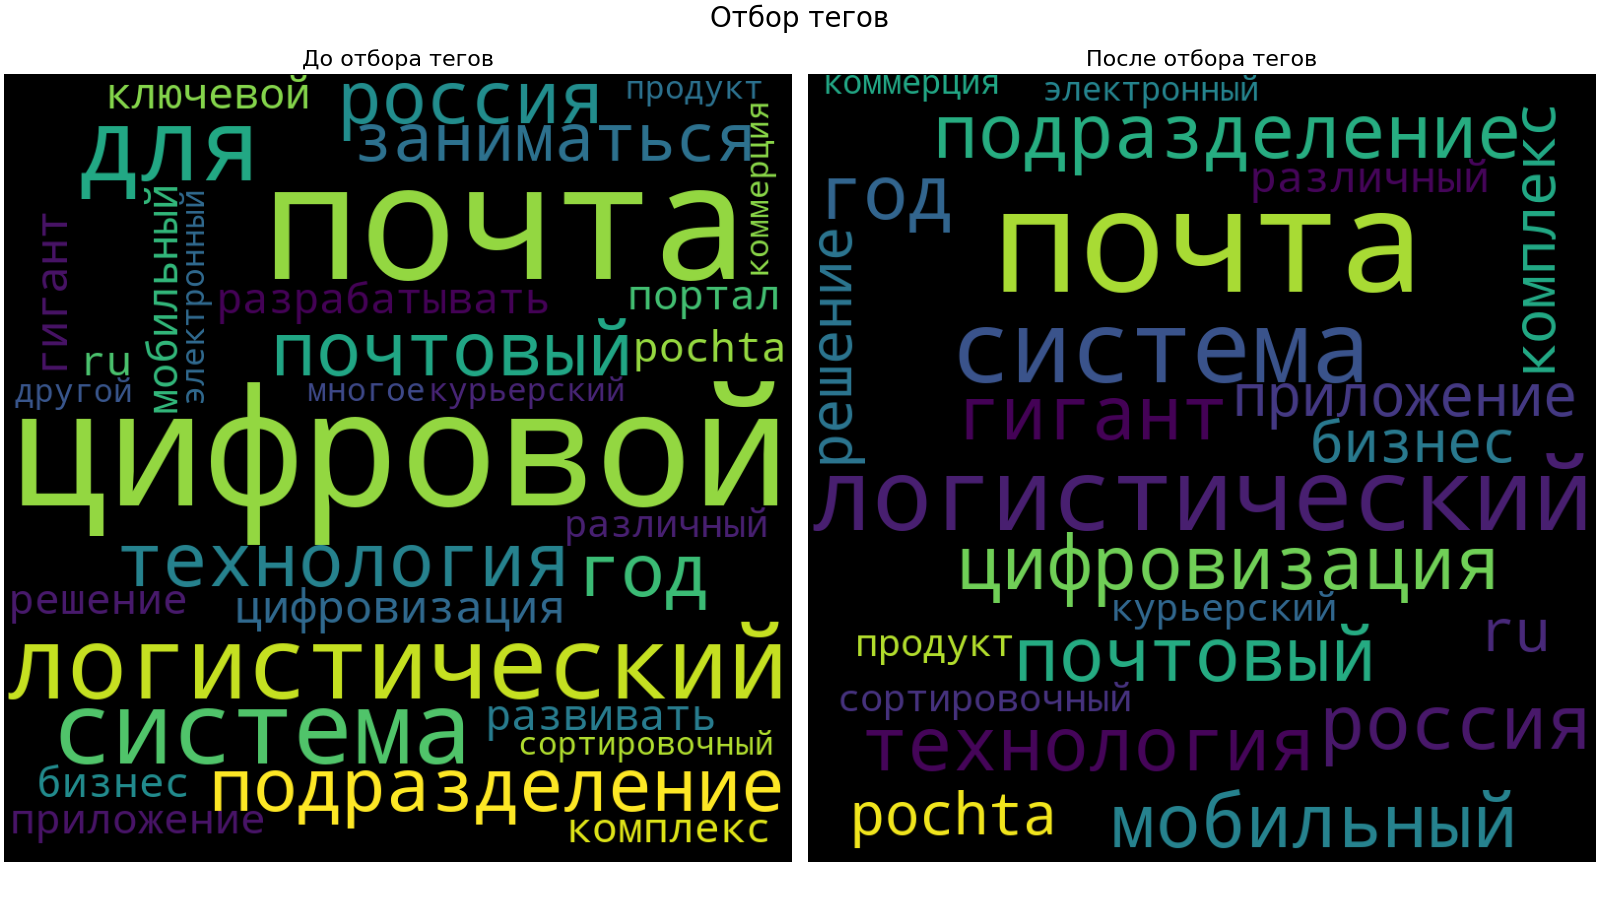 Отбор тегов
До отбора тегов
ключевой
россия
продукт
для
заниматься
коммерция
почта
мобильный
электронный
гигант
разрабатывать
портал
почтовый
pochta
ru
другой
многое
курьерский
цифровой
различный
технология
год
решение
цифровизация
логистический
система
развивать
сортировочный
бизнес
подразделение
приложение
комплекс
После отбора тегов
коммерция
электронный
подразделение
комплекс
различный
год
почта
решение
система
приложение
гигант
бизнес
логистический
цифровизация
курьерский
ru
продукт
почтовый
сортировочный
россия
технология
pochta
мобильный